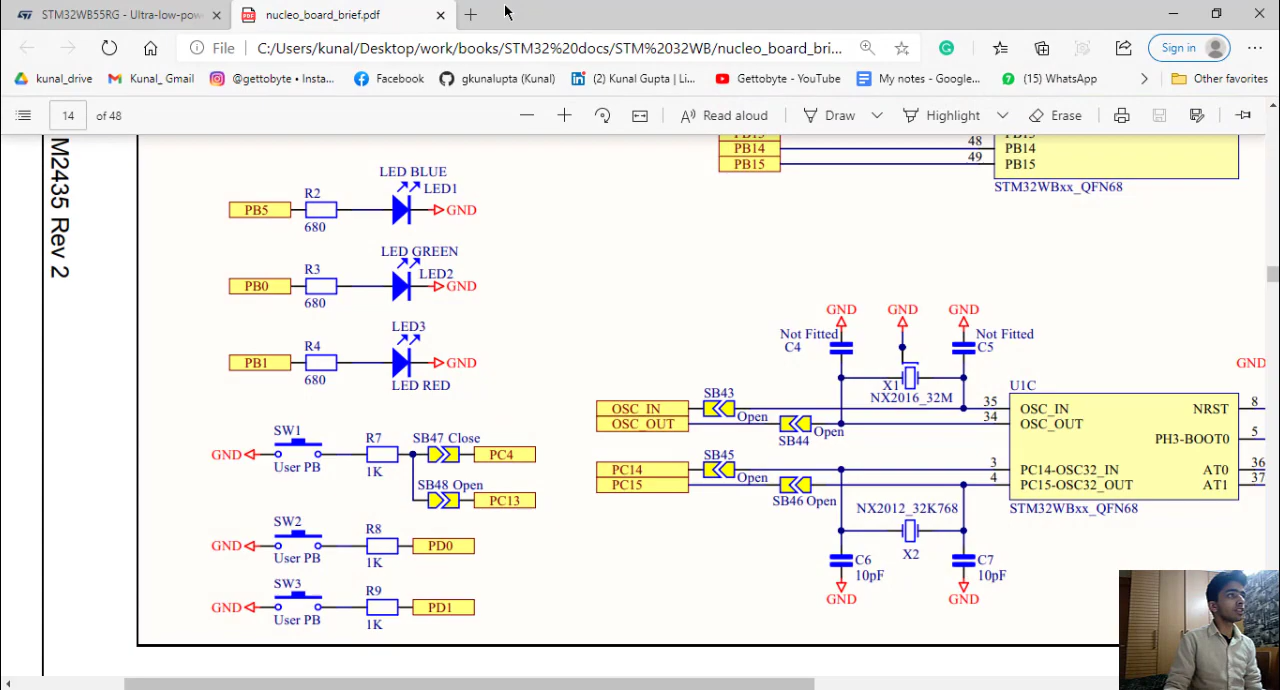 STM32WB55RG - Ultra-low-pow
nucleo_board_brief.pdf
File
C:/Users/kunal/Desktop/work/books/STM32%20docs/STM%2032WB/nucleo_board_bri...
Sign in
kunal_drive
Kunal_ Gmail
@gettobyte • Insta...
Facebook
gkunalupta (Kunal)
(2) Kunal Gupta | Li...
Gettobyte - YouTube
My notes - Google...
(15) WhatsApp
Other favorites
14 of 48
Read aloud
Draw
Highlight
Erase
M2435 Rev 2
LED BLUE
LED1
PB5
R2
680
GND
LED GREEN
LED2
PB0
R3
680
GND
LED3
PB1
R4
680
GND
LED RED
SW1
GND
User PB
R7
1K
SB47 Close
PC4
SB48 Open
PC13
SW2
GND
User PB
R8
1K
PD0
SW3
GND
User PB
R9
1K
PD1
PB13
PB14
48
PB14
PB15
49
PB15
STM32WBxx_QFN68
GND
GND
GND
Not Fitted
C4
Not Fitted
C5
X1
NX2016_32M
GND
OSC_IN
SB43
Open
35
OSC_OUT
SB44
Open
34
PC14
SB45
Open
3
PC15
SB46 Open
4
NX2012_32K768
X2
C6
10pF
C7
10pF
GND
GND
U1C
OSC_IN
NRST
8
OSC_OUT
PH3-BOOT0
5
PC14-OSC32_IN
AT0
36
PC15-OSC32_OUT
AT1
37
STM32WBxx_QFN68